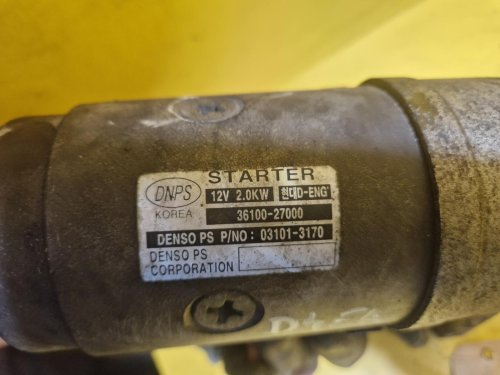 STARTER
DNPS 12V 2.0KW 현대D-ENG'
KOREA 36100-27000
DENSO PS P/NO: 03101-3170
DENSO PS
CORPORATION